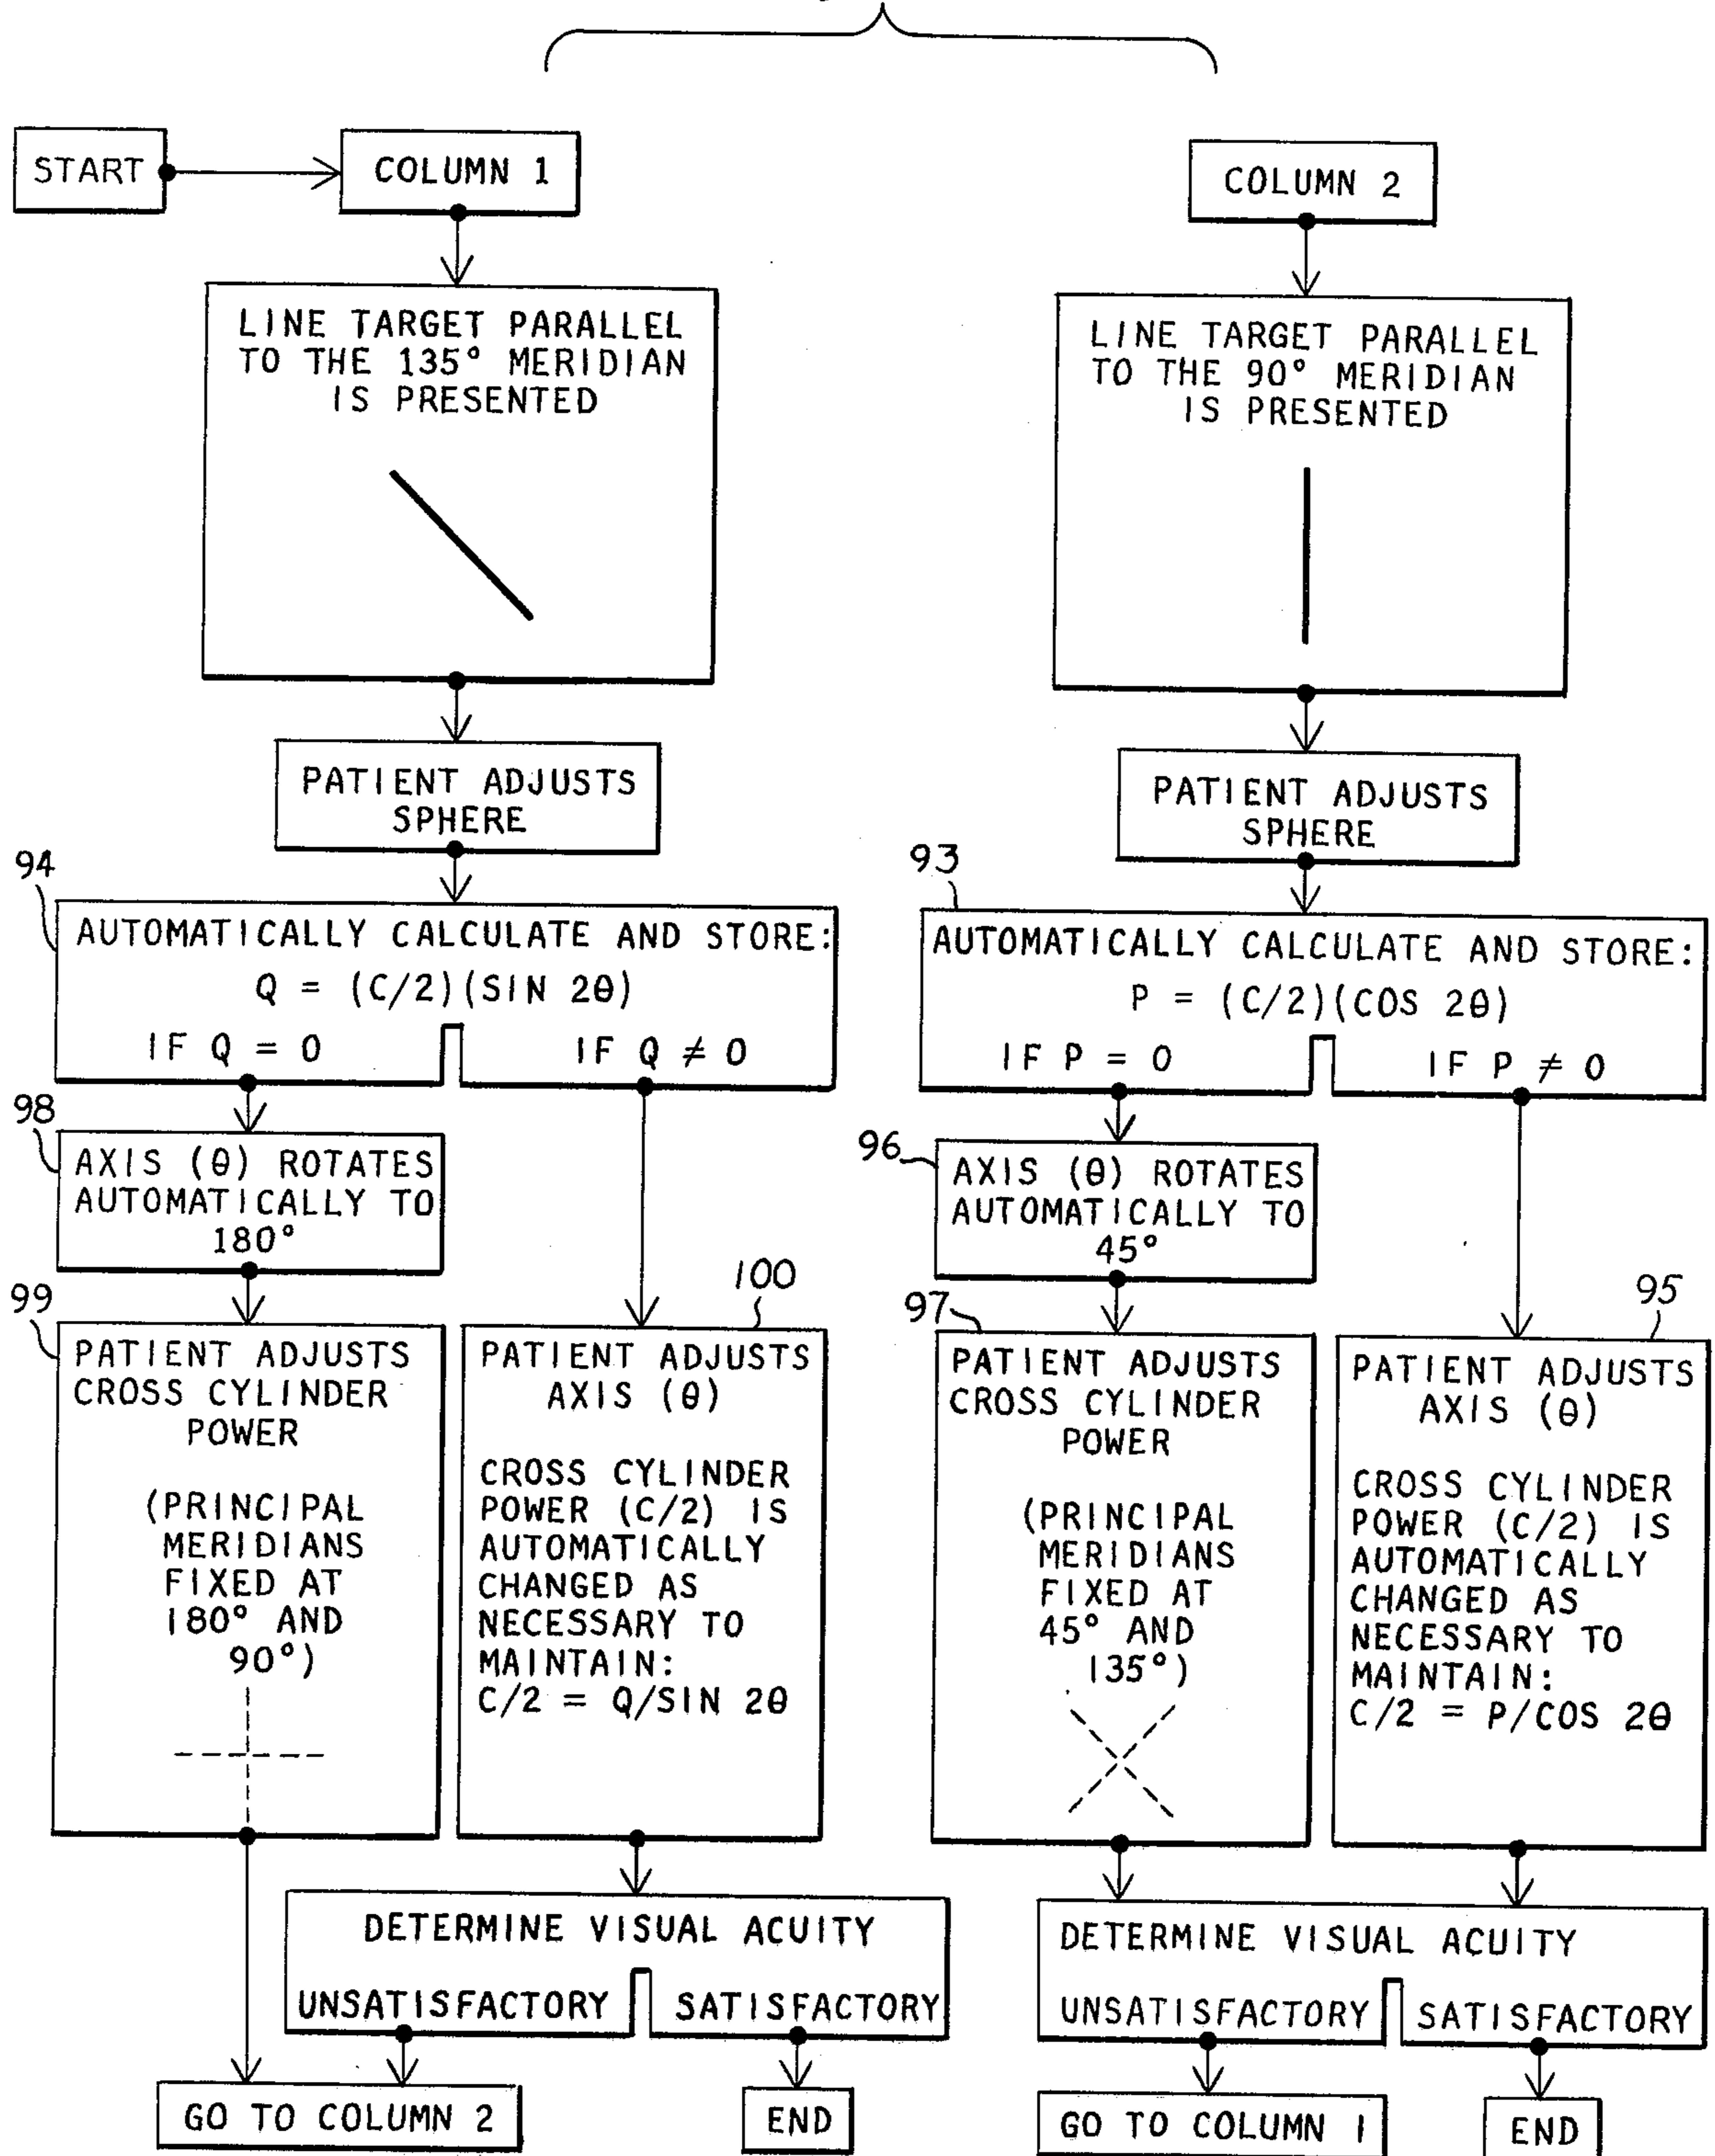 START
COLUMN 1
LINE TARGET PARALLEL
TO THE 135° MERIDIAN
IS PRESENTED
PATIENT ADJUSTS
SPHERE
94
AUTOMATICALLY CALCULATE AND STORE:
Q = (C/2)(SIN 2θ)
IF Q = 0
IF Q ≠ 0
98
AXIS (θ) ROTATES
AUTOMATICALLY TO
180°
99
PATIENT ADJUSTS
CROSS CYLINDER
POWER
(PRINCIPAL
MERIDIANS
FIXED AT
180° AND
90°)
100
PATIENT ADJUSTS
AXIS (θ)
CROSS CYLINDER
POWER (C/2) IS
AUTOMATICALLY
CHANGED AS
NECESSARY TO
MAINTAIN:
C/2 = Q/SIN 2θ
DETERMINE VISUAL ACUITY
UNSATISFACTORY
SATISFACTORY
GO TO COLUMN 2
END
COLUMN 2
LINE TARGET PARALLEL
TO THE 90° MERIDIAN
IS PRESENTED
PATIENT ADJUSTS
SPHERE
93
AUTOMATICALLY CALCULATE AND STORE:
P = (C/2)(COS 2θ)
IF P = 0
IF P ≠ 0
96
AXIS (θ) ROTATES
AUTOMATICALLY TO
45°
97
PATIENT ADJUSTS
CROSS CYLINDER
POWER
(PRINCIPAL
MERIDIANS
FIXED AT
45° AND
135°)
95
PATIENT ADJUSTS
AXIS (θ)
CROSS CYLINDER
POWER (C/2) IS
AUTOMATICALLY
CHANGED AS
NECESSARY TO
MAINTAIN:
C/2 = P/COS 2θ
DETERMINE VISUAL ACUITY
UNSATISFACTORY
SATISFACTORY
GO TO COLUMN 1
END